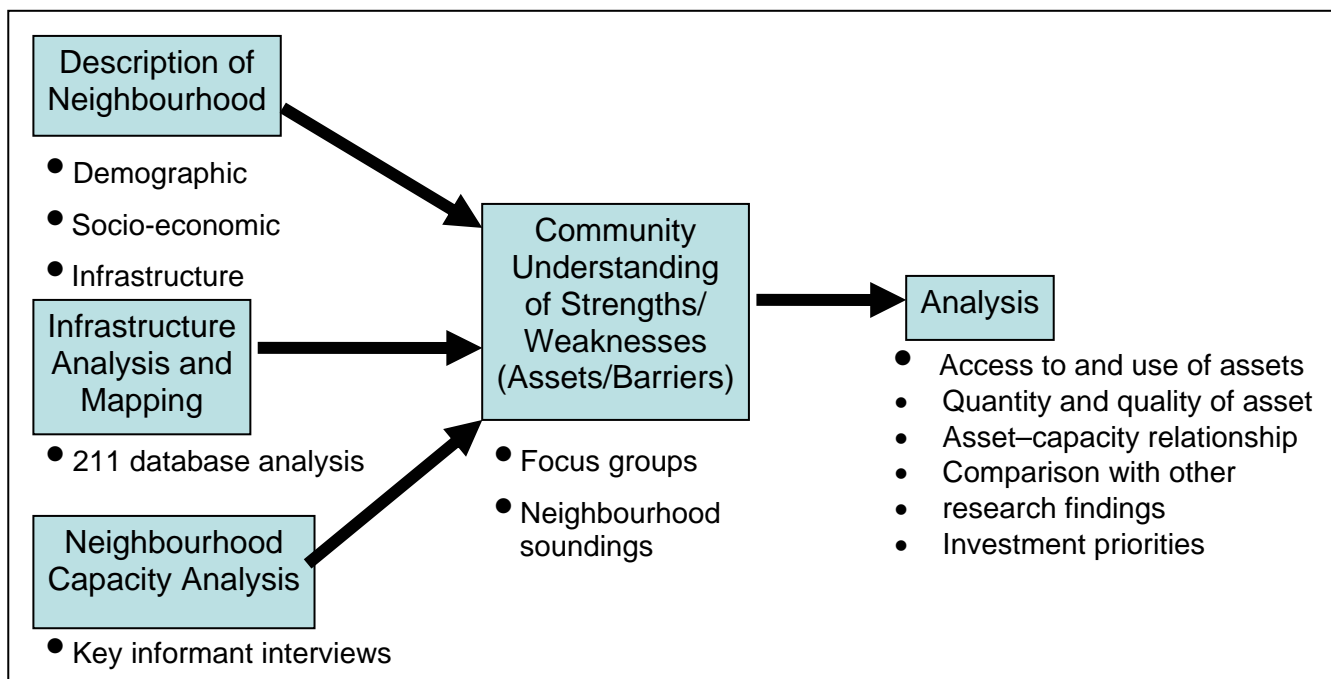 Description of
Neighbourhood
• Demographic
• Socio-economic
• Infrastructure
Infrastructure
Analysis and
Mapping
• 211 database analysis
Neighbourhood
Capacity Analysis
• Key informant interviews
Community
Understanding
of Strengths/
Weaknesses
(Assets/Barriers)
• Focus groups
• Neighbourhood
soundings
Analysis
• Access to and use of assets
• Quantity and quality of asset
• Asset–capacity relationship
• Comparison with other
• research findings
• Investment priorities